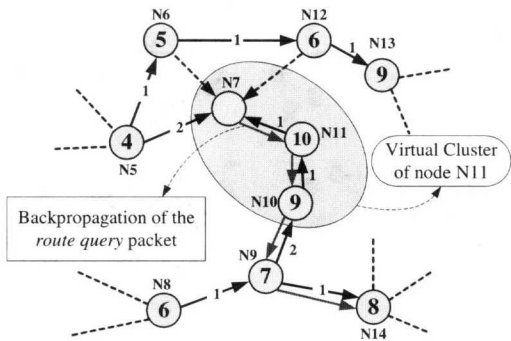 N6
N12
5
1
6
1
N13
9
N7
1
4
2
N5
1
10
N11
Virtual Cluster
of node N11
1
N10
9
Backpropagation of the
route query packet
N9
2
7
N8
6
1
1
8
N14